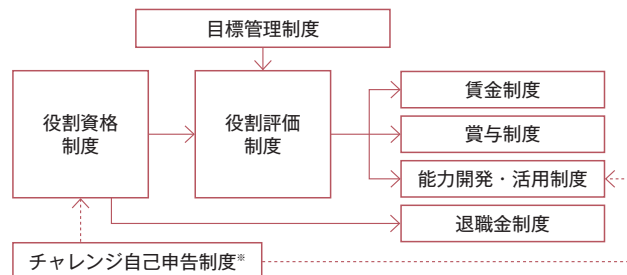 目標管理制度
役割資格
制度
役割評価
制度
賃金制度
賞与制度
能力開発・活用制度
退職金制度
チャレンジ自己申告制度※